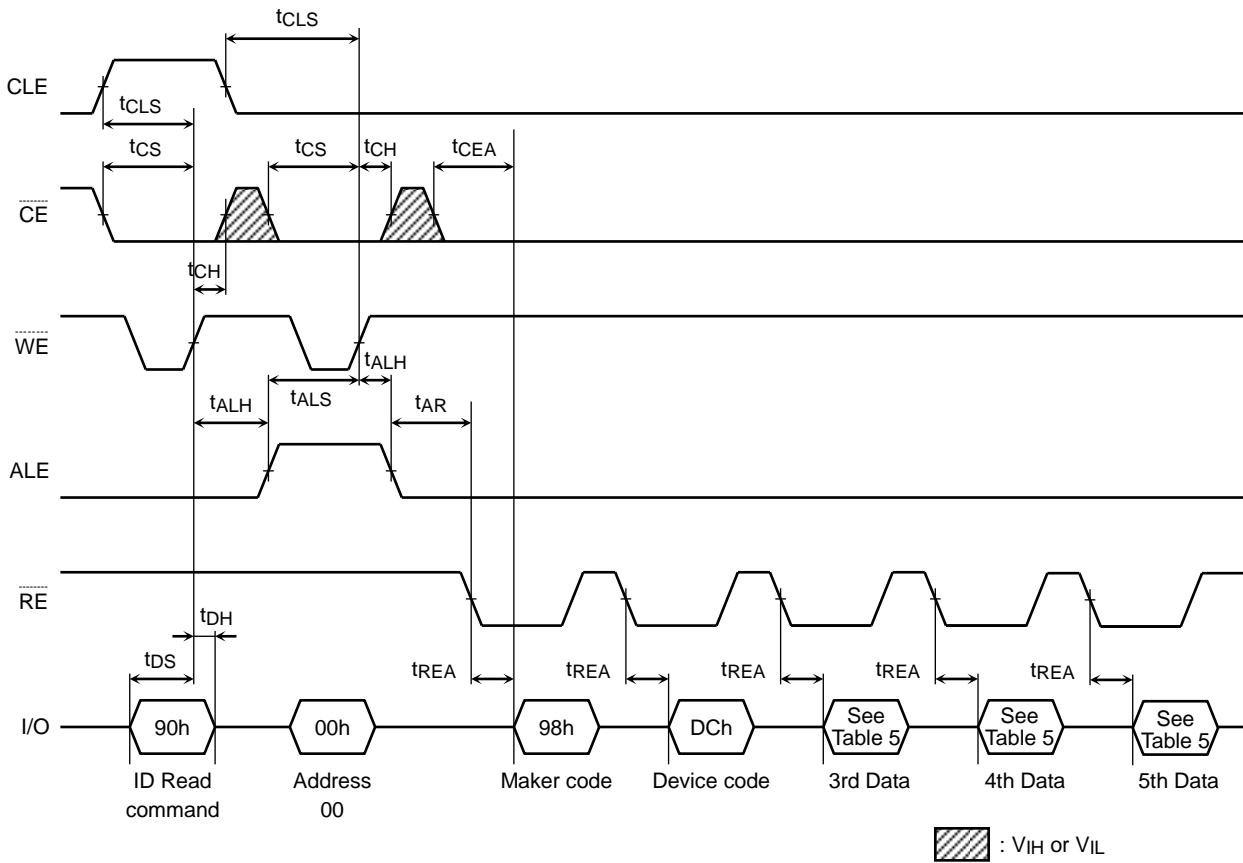 tCLS
CLE
tCLS
tCS
tCS
tCH
tCEA
CE
tCH
WE
tALH
tALH
tALS
tAR
ALE
RE
tDH
tDS
tREA
tREA
tREA
tREA
tREA
I/O
90h
00h
98h
DCh
See
Table 5
See
Table 5
See
Table 5
ID Read
command
Address
00
Maker code
Device code
3rd Data
4th Data
5th Data
: VIH or VIL